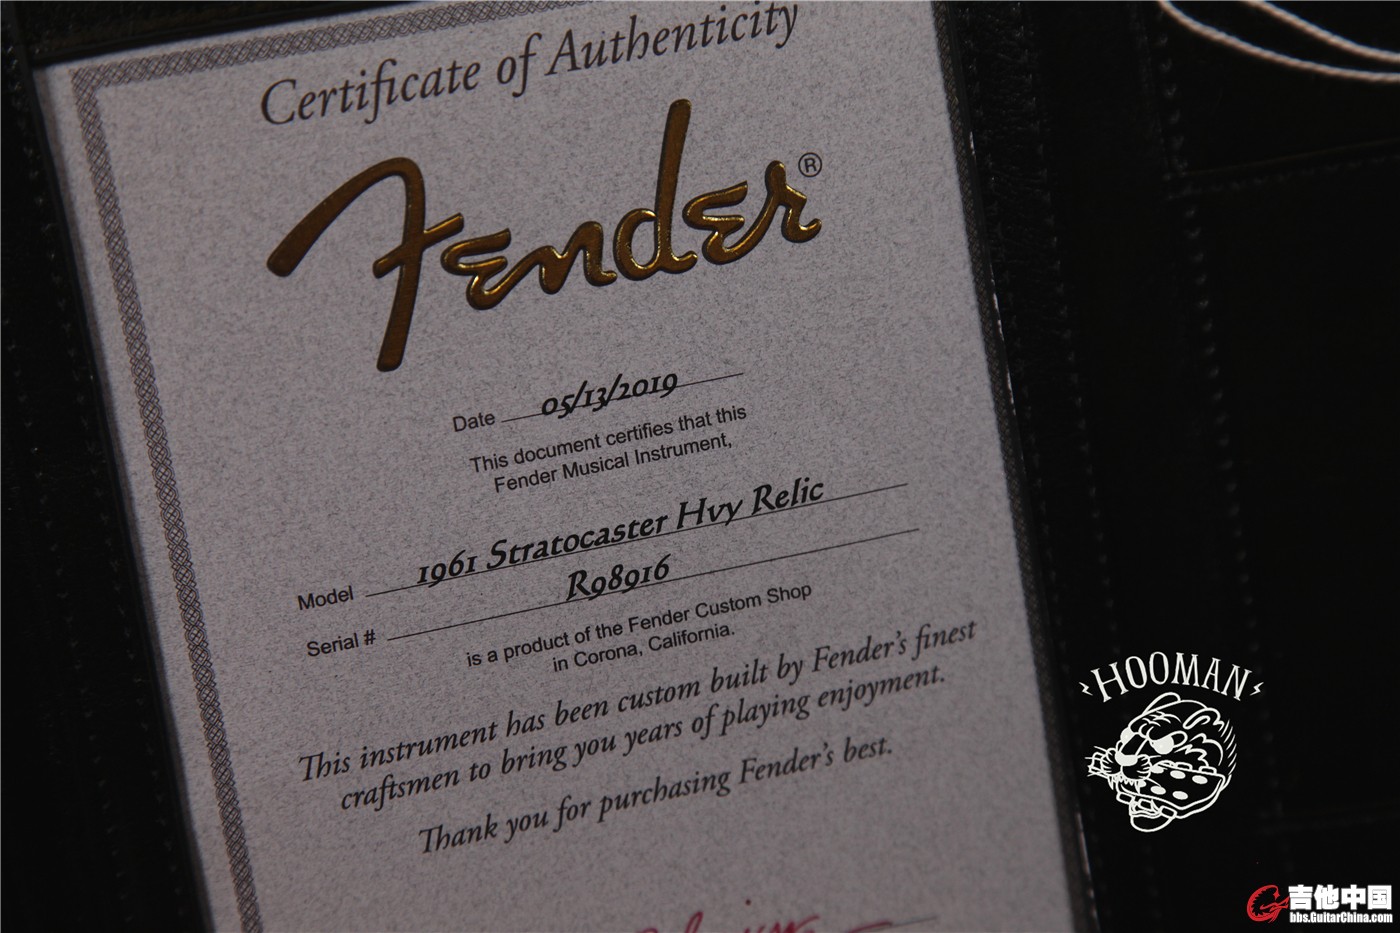 Certificate of Authenticity
Fender®
Date 05/13/2019
This document certifies that this
Fender Musical Instrument,
Model 1961 Stratocaster Hvy Relic
Serial # R98916
is a product of the Fender Custom Shop
in Corona, California.
This instrument has been custom built by Fender's finest
craftsmen to bring you years of playing enjoyment.
Thank you for purchasing Fender's best.
HOOMAN
吉他中国
bbs.GuitarChina.com